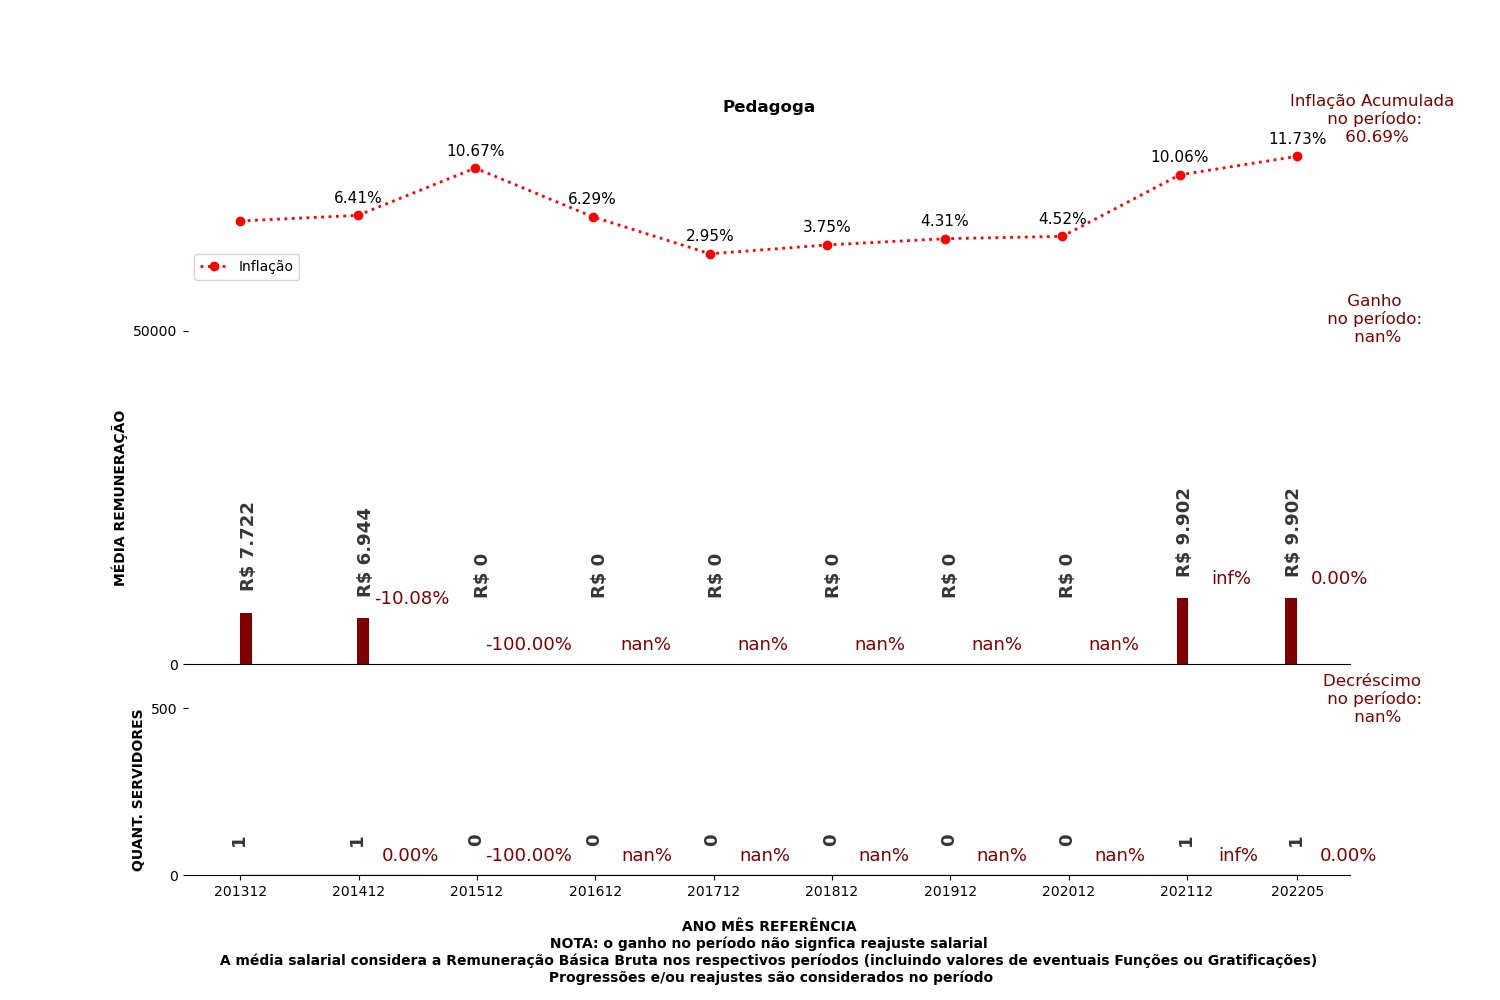 Pedagoga
Inflação Acumulada
no período:
60.69%
6.41%
10.67%
6.29%
2.95%
3.75%
4.31%
4.52%
10.06%
11.73%
Inflação
Ganho
no período:
nan%
50000
0
MÉDIA REMUNERAÇÃO
R$ 7.722
R$ 6.944
R$ 0
R$ 0
R$ 0
R$ 0
R$ 0
R$ 0
R$ 9.902
R$ 9.902
-10.08%
-100.00%
nan%
nan%
nan%
nan%
nan%
inf%
0.00%
Decréscimo
no período:
nan%
500
0
QUANT. SERVIDORES
1
1
0
0
0
0
0
0
1
1
0.00%
-100.00%
nan%
nan%
nan%
nan%
nan%
inf%
0.00%
201312
201412
201512
201612
201712
201812
201912
202012
202112
202205
ANO MÊS REFERÊNCIA
NOTA: o ganho no período não signfica reajuste salarial
A média salarial considera a Remuneração Básica Bruta nos respectivos períodos (incluindo valores de eventuais Funções ou Gratificações)
Progressões e/ou reajustes são considerados no período